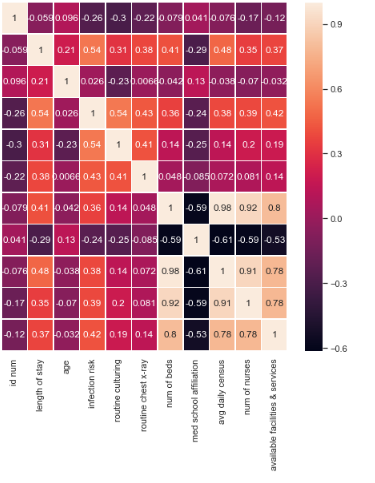 1 -0.059 0.096 -0.26 -0.3 -0.22 -0.079 0.041 -0.076 -0.17 -0.12
-0.059 1 0.21 0.54 0.31 0.38 0.41 -0.29 0.48 0.35 0.37
0.096 0.21 1 0.026 -0.23 0.0066 -0.042 0.13 -0.038 -0.07 -0.032
-0.26 0.54 0.026 1 0.54 0.43 0.36 -0.24 0.38 0.39 0.42
-0.3 0.31 -0.23 0.54 1 0.41 0.14 -0.25 0.14 0.2 0.19
-0.22 0.38 0.0066 0.43 0.41 1 0.048 -0.085 0.072 0.081 0.14
-0.079 0.41 -0.042 0.36 0.14 0.048 1 -0.59 0.98 0.92 0.8
0.041 -0.29 0.13 -0.24 -0.25 -0.085 -0.59 1 -0.61 -0.59 -0.53
-0.076 0.48 -0.038 0.38 0.14 0.072 0.98 -0.61 1 0.91 0.78
-0.17 0.35 -0.07 0.39 0.2 0.081 0.92 -0.59 0.91 1 0.78
-0.12 0.37 -0.032 0.42 0.19 0.14 0.8 -0.53 0.78 0.78 1
id num
length of stay
age
infection risk
routine culturing
routine chest x-ray
num of beds
med school affiliation
avg daily census
num of nurses
available facilities & services
0.9
0.6
0.3
0.0
−0.3
−0.6